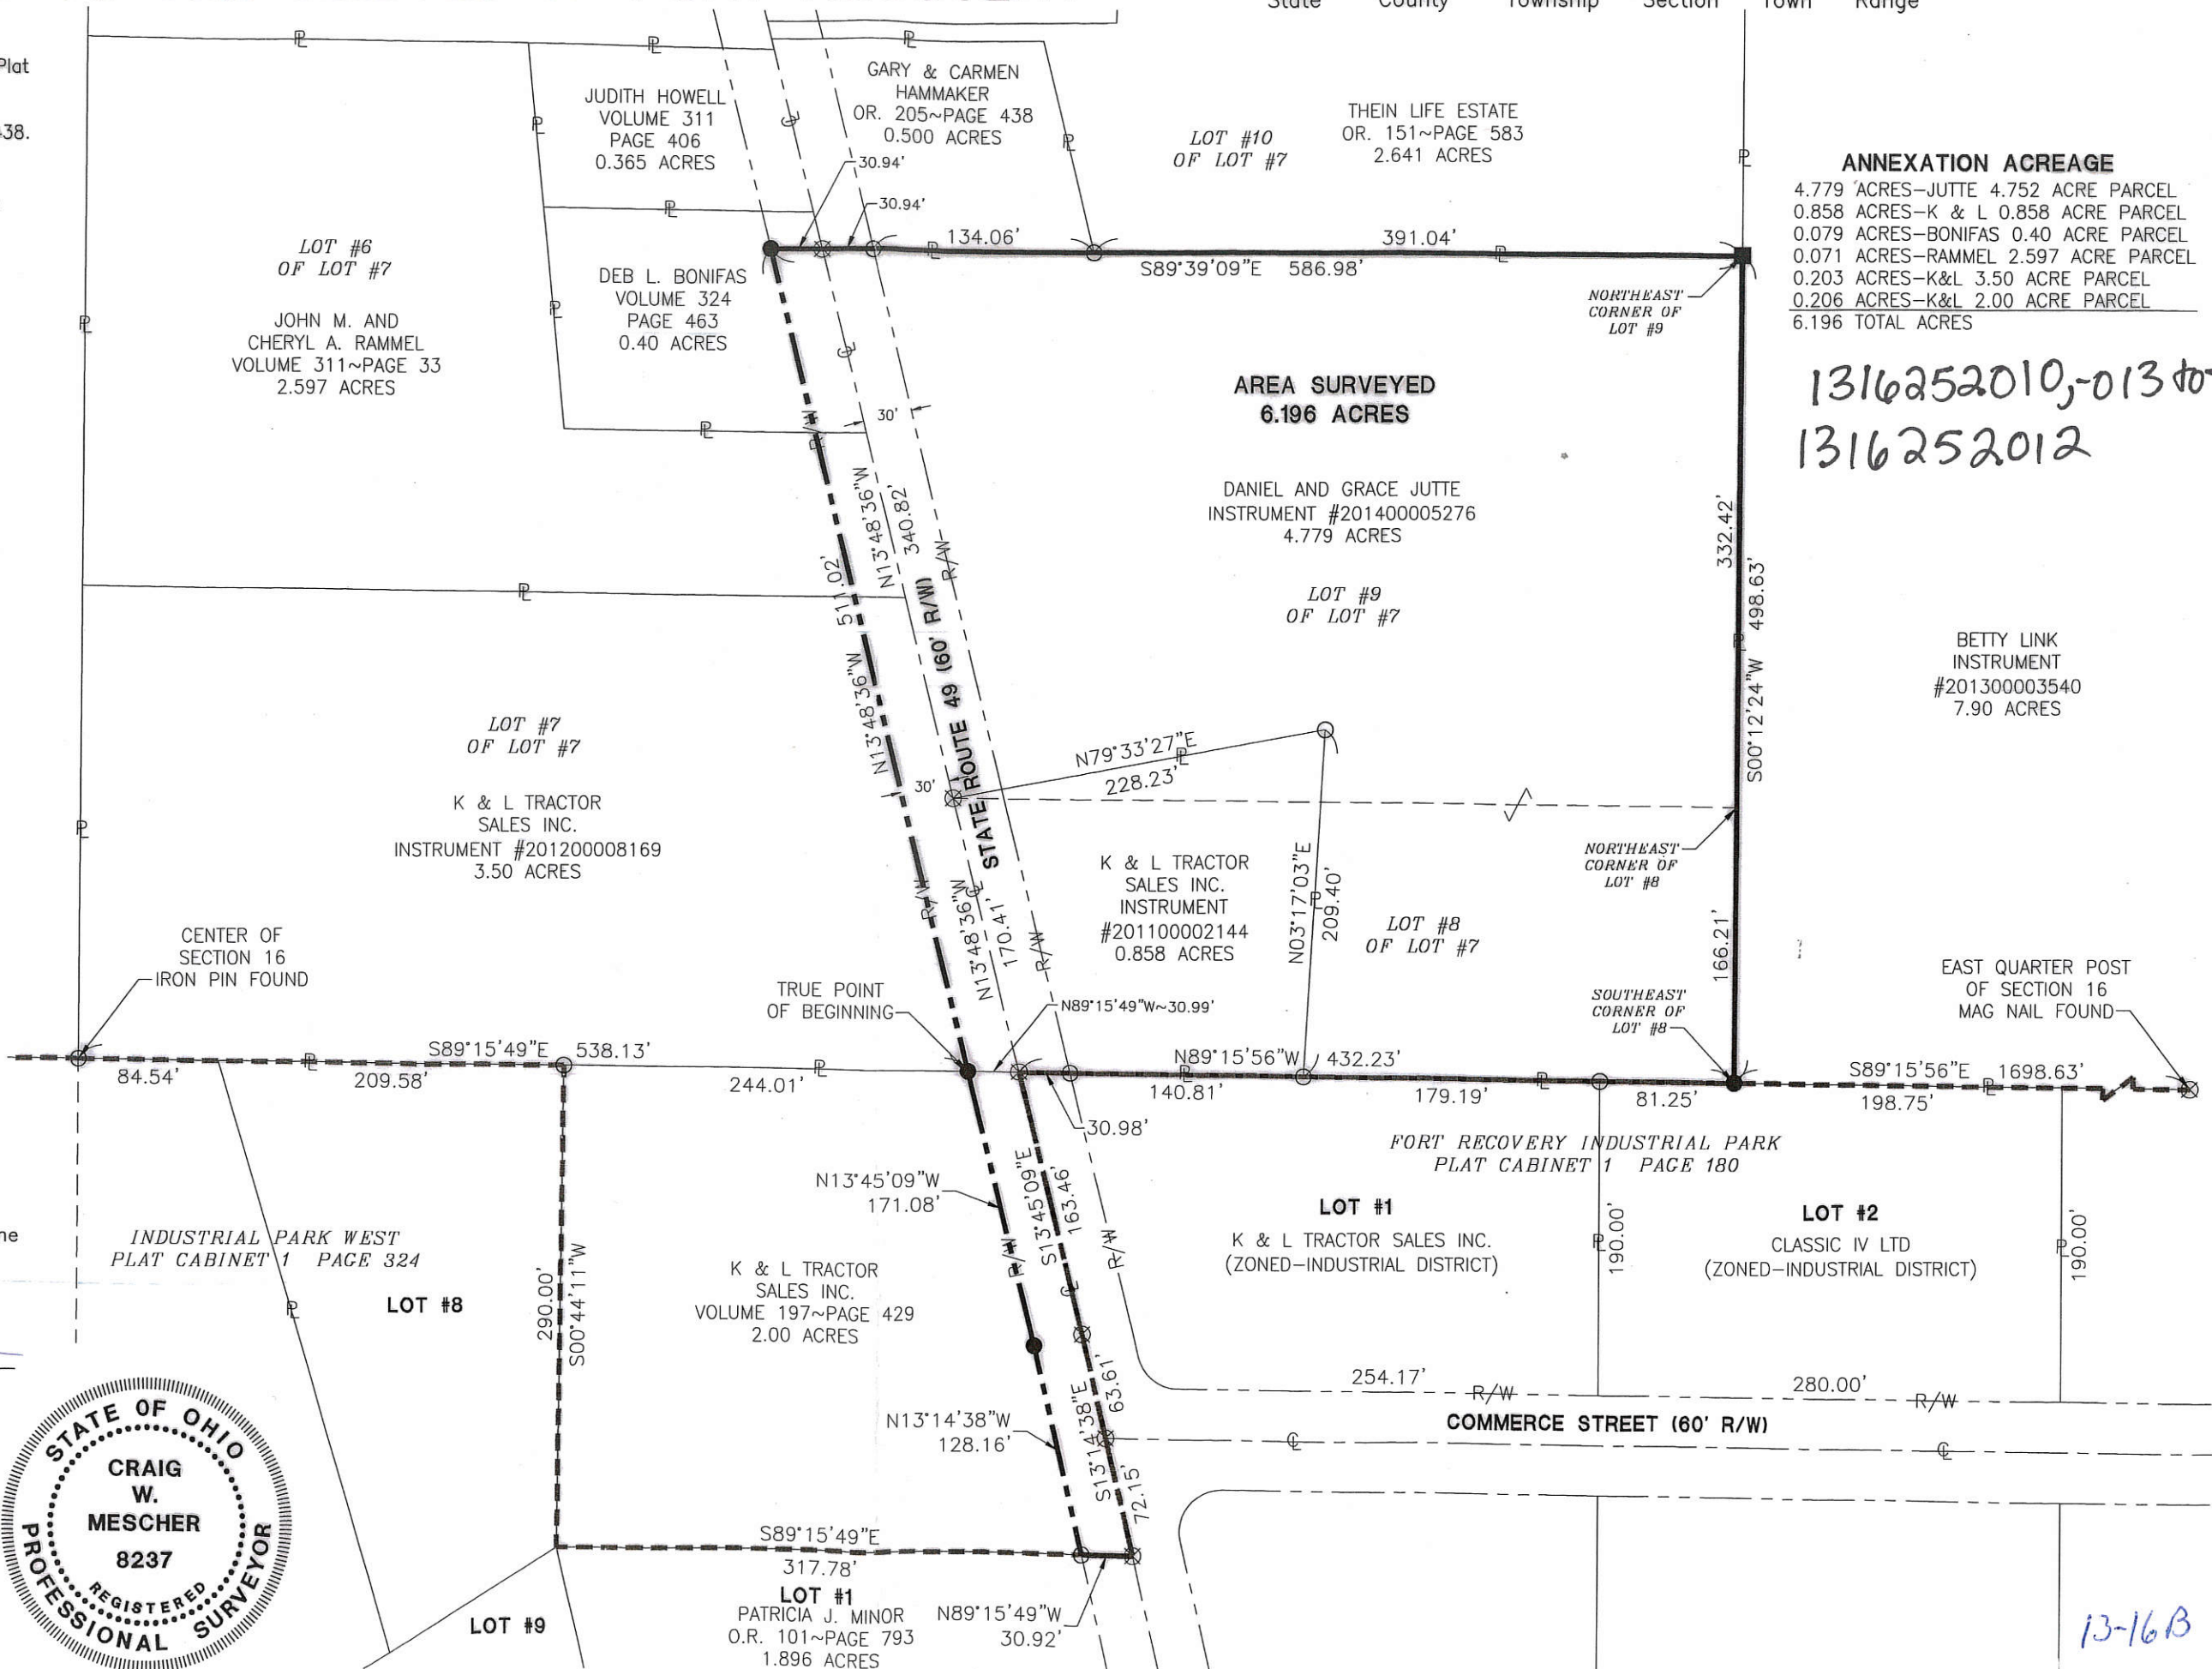 State County Township Section Town Range
Plat
38.
JUDITH HOWELL
VOLUME 311
PAGE 406
0.365 ACRES
GARY & CARMEN
HAMMAKER
OR. 205~PAGE 438
0.500 ACRES
30.94'
30.94'
LOT #10
OF LOT #7
THEIN LIFE ESTATE
OR. 151~PAGE 583
2.641 ACRES
ANNEXATION ACREAGE
4.779 ACRES-JUTTE 4.752 ACRE PARCEL
0.858 ACRES-K & L 0.858 ACRE PARCEL
0.079 ACRES-BONIFAS 0.40 ACRE PARCEL
0.071 ACRES-RAMMEL 2.597 ACRE PARCEL
0.203 ACRES-K&L 3.50 ACRE PARCEL
0.206 ACRES-K&L 2.00 ACRE PARCEL
6.196 TOTAL ACRES
1316252010,-013 to-
1316252012
LOT #6
OF LOT #7
JOHN M. AND
CHERYL A. RAMMEL
VOLUME 311~PAGE 33
2.597 ACRES
DEB L. BONIFAS
VOLUME 324
PAGE 463
0.40 ACRES
134.06'
391.04'
S89°39'09"E 586.98'
NORTHEAST
CORNER OF
LOT #9
AREA SURVEYED
6.196 ACRES
DANIEL AND GRACE JUTTE
INSTRUMENT #201400005276
4.779 ACRES
LOT #9
OF LOT #7
30'
R/W
N13°48'36"W
340.82'
R/W
511.02'
N13°48'36"W
STATE ROUTE 49 (60' R/W)
332.42'
S00°12'24"W 498.63'
BETTY LINK
INSTRUMENT
#201300003540
7.90 ACRES
LOT #7
OF LOT #7
K & L TRACTOR
SALES INC.
INSTRUMENT #201200008169
3.50 ACRES
30'
N79°33'27"E
228.23'
K & L TRACTOR
SALES INC.
INSTRUMENT
#201100002144
0.858 ACRES
N03°17'03"E
209.40'
LOT #8
OF LOT #7
NORTHEAST
CORNER OF
LOT #8
166.21'
R/W
N13°48'36"W
170.41'
R/W
CENTER OF
SECTION 16
IRON PIN FOUND
TRUE POINT
OF BEGINNING
N89°15'49"W~30.99'
SOUTHEAST
CORNER OF
LOT #8
EAST QUARTER POST
OF SECTION 16
MAG NAIL FOUND
S89°15'49"E 538.13'
84.54'
209.58'
244.01'
N89°15'56"W 432.23'
140.81'
179.19'
81.25'
S89°15'56"E 1698.63'
198.75'
30.98'
FORT RECOVERY INDUSTRIAL PARK
PLAT CABINET 1 PAGE 180
N13°45'09"W
171.08'
R/W
S13°45'09"E
163.46'
R/W
LOT #1
K & L TRACTOR SALES INC.
(ZONED-INDUSTRIAL DISTRICT)
190.00'
LOT #2
CLASSIC IV LTD
(ZONED-INDUSTRIAL DISTRICT)
190.00'
ne
INDUSTRIAL PARK WEST
PLAT CABINET 1 PAGE 324
LOT #8
290.00'
S00°44'11"W
K & L TRACTOR
SALES INC.
VOLUME 197~PAGE 429
2.00 ACRES
254.17'
R/W
280.00'
R/W
COMMERCE STREET (60' R/W)
N13°14'38"W
128.16'
S13°14'38"E
63.61'
72.15'
STATE OF OHIO
CRAIG
W.
MESCHER
8237
REGISTERED
PROFESSIONAL SURVEYOR
S89°15'49"E
317.78'
LOT #1
PATRICIA J. MINOR
O.R. 101~PAGE 793
1.896 ACRES
N89°15'49"W
30.92'
LOT #9
13-16B